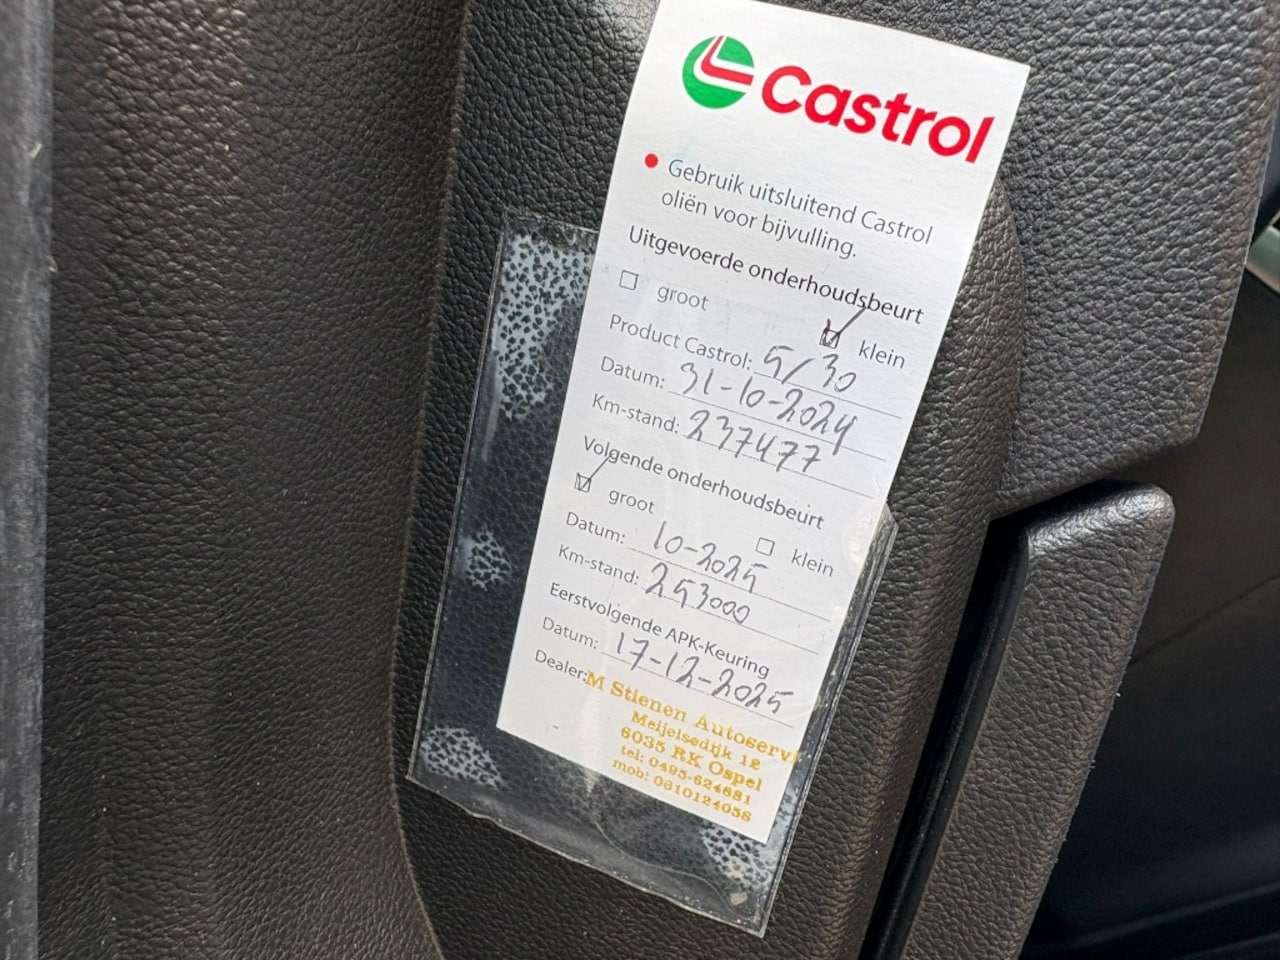 Castrol
Gebruik uitsluitend Castrol
oliën voor bijvulling.
Uitgevoerde onderhoudsbeurt
groot klein
Product Castrol: 5/30
Datum: 31-10-2024
Km-stand: 237477
Volgende onderhoudsbeurt
groot klein
Datum: 10-2025
Km-stand: 253000
Eerstvolgende APK-Keuring
Datum: 17-12-2025
Dealer: M Stienen Autoserv
Meijelsedijk 12
6035 RK Ospel
tel: 0495-624681
mob: 0610124058